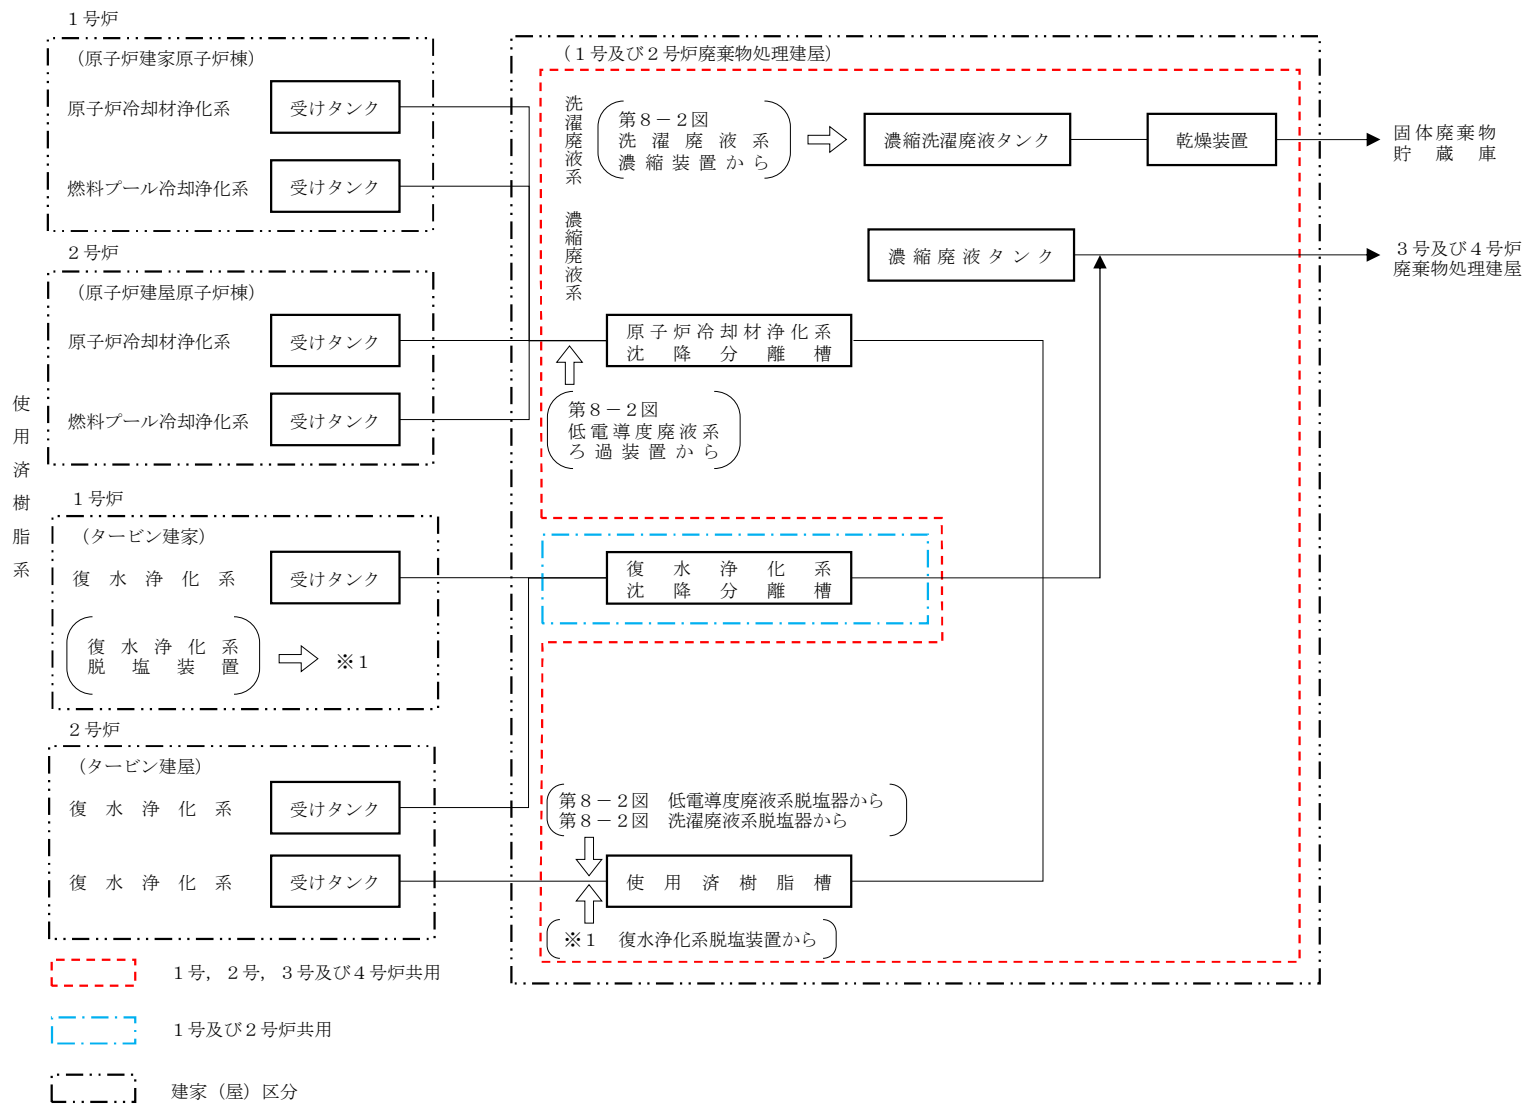 使用済樹脂系
１号炉
（原子炉建家原子炉棟）
原子炉冷却材浄化系
受けタンク
燃料プール冷却浄化系
受けタンク
２号炉
（原子炉建屋原子炉棟）
原子炉冷却材浄化系
受けタンク
燃料プール冷却浄化系
受けタンク
１号炉
（タービン建家）
復水浄化系
受けタンク
復水浄化系
脱塩装置
※１
２号炉
（タービン建屋）
復水浄化系
受けタンク
復水浄化系
受けタンク
（１号及び２号炉廃棄物処理建屋）
洗濯廃液系
第８－２図
洗濯廃液系
濃縮装置から
濃縮洗濯廃液タンク
乾燥装置
固体廃棄物
貯蔵庫
濃縮廃液系
濃縮廃液タンク
３号及び４号炉
廃棄物処理建屋
原子炉冷却材浄化系
沈降分離槽
第８－２図
低電導度廃液系
ろ過装置から
復水浄化系
沈降分離槽
第８－２図　低電導度廃液系脱塩器から
第８－２図　洗濯廃液系脱塩器から
使用済樹脂槽
※１　復水浄化系脱塩装置から
１号，２号，３号及び４号炉共用
１号及び２号炉共用
建家（屋）区分